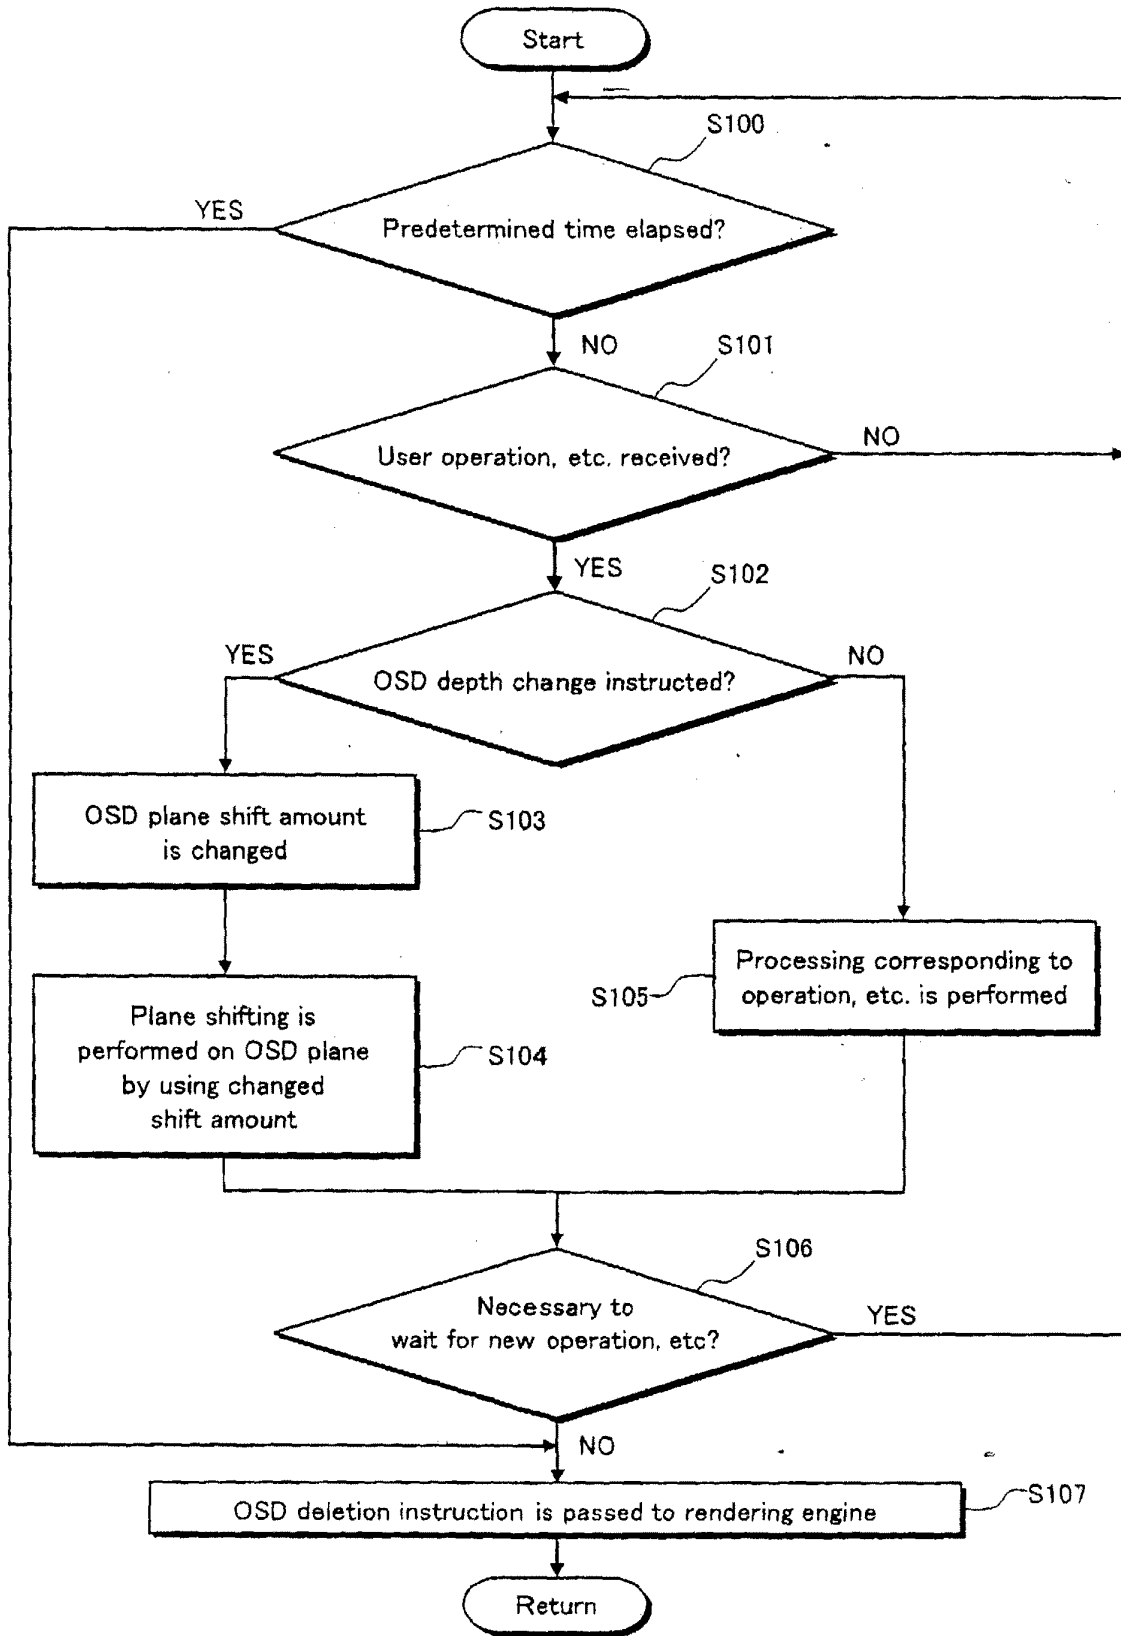 Start
S100
YES
Predetermined time elapsed?
NO
S101
User operation, etc. received?
NO
YES
S102
YES
OSD depth change instructed?
NO
OSD plane shift amount
is changed
S103
Plane shifting is
performed on OSD plane
by using changed
shift amount
S104
S105
Processing corresponding to
operation, etc. is performed
S106
Necessary to
wait for new operation, etc?
YES
NO
OSD deletion instruction is passed to rendering engine
S107
Return